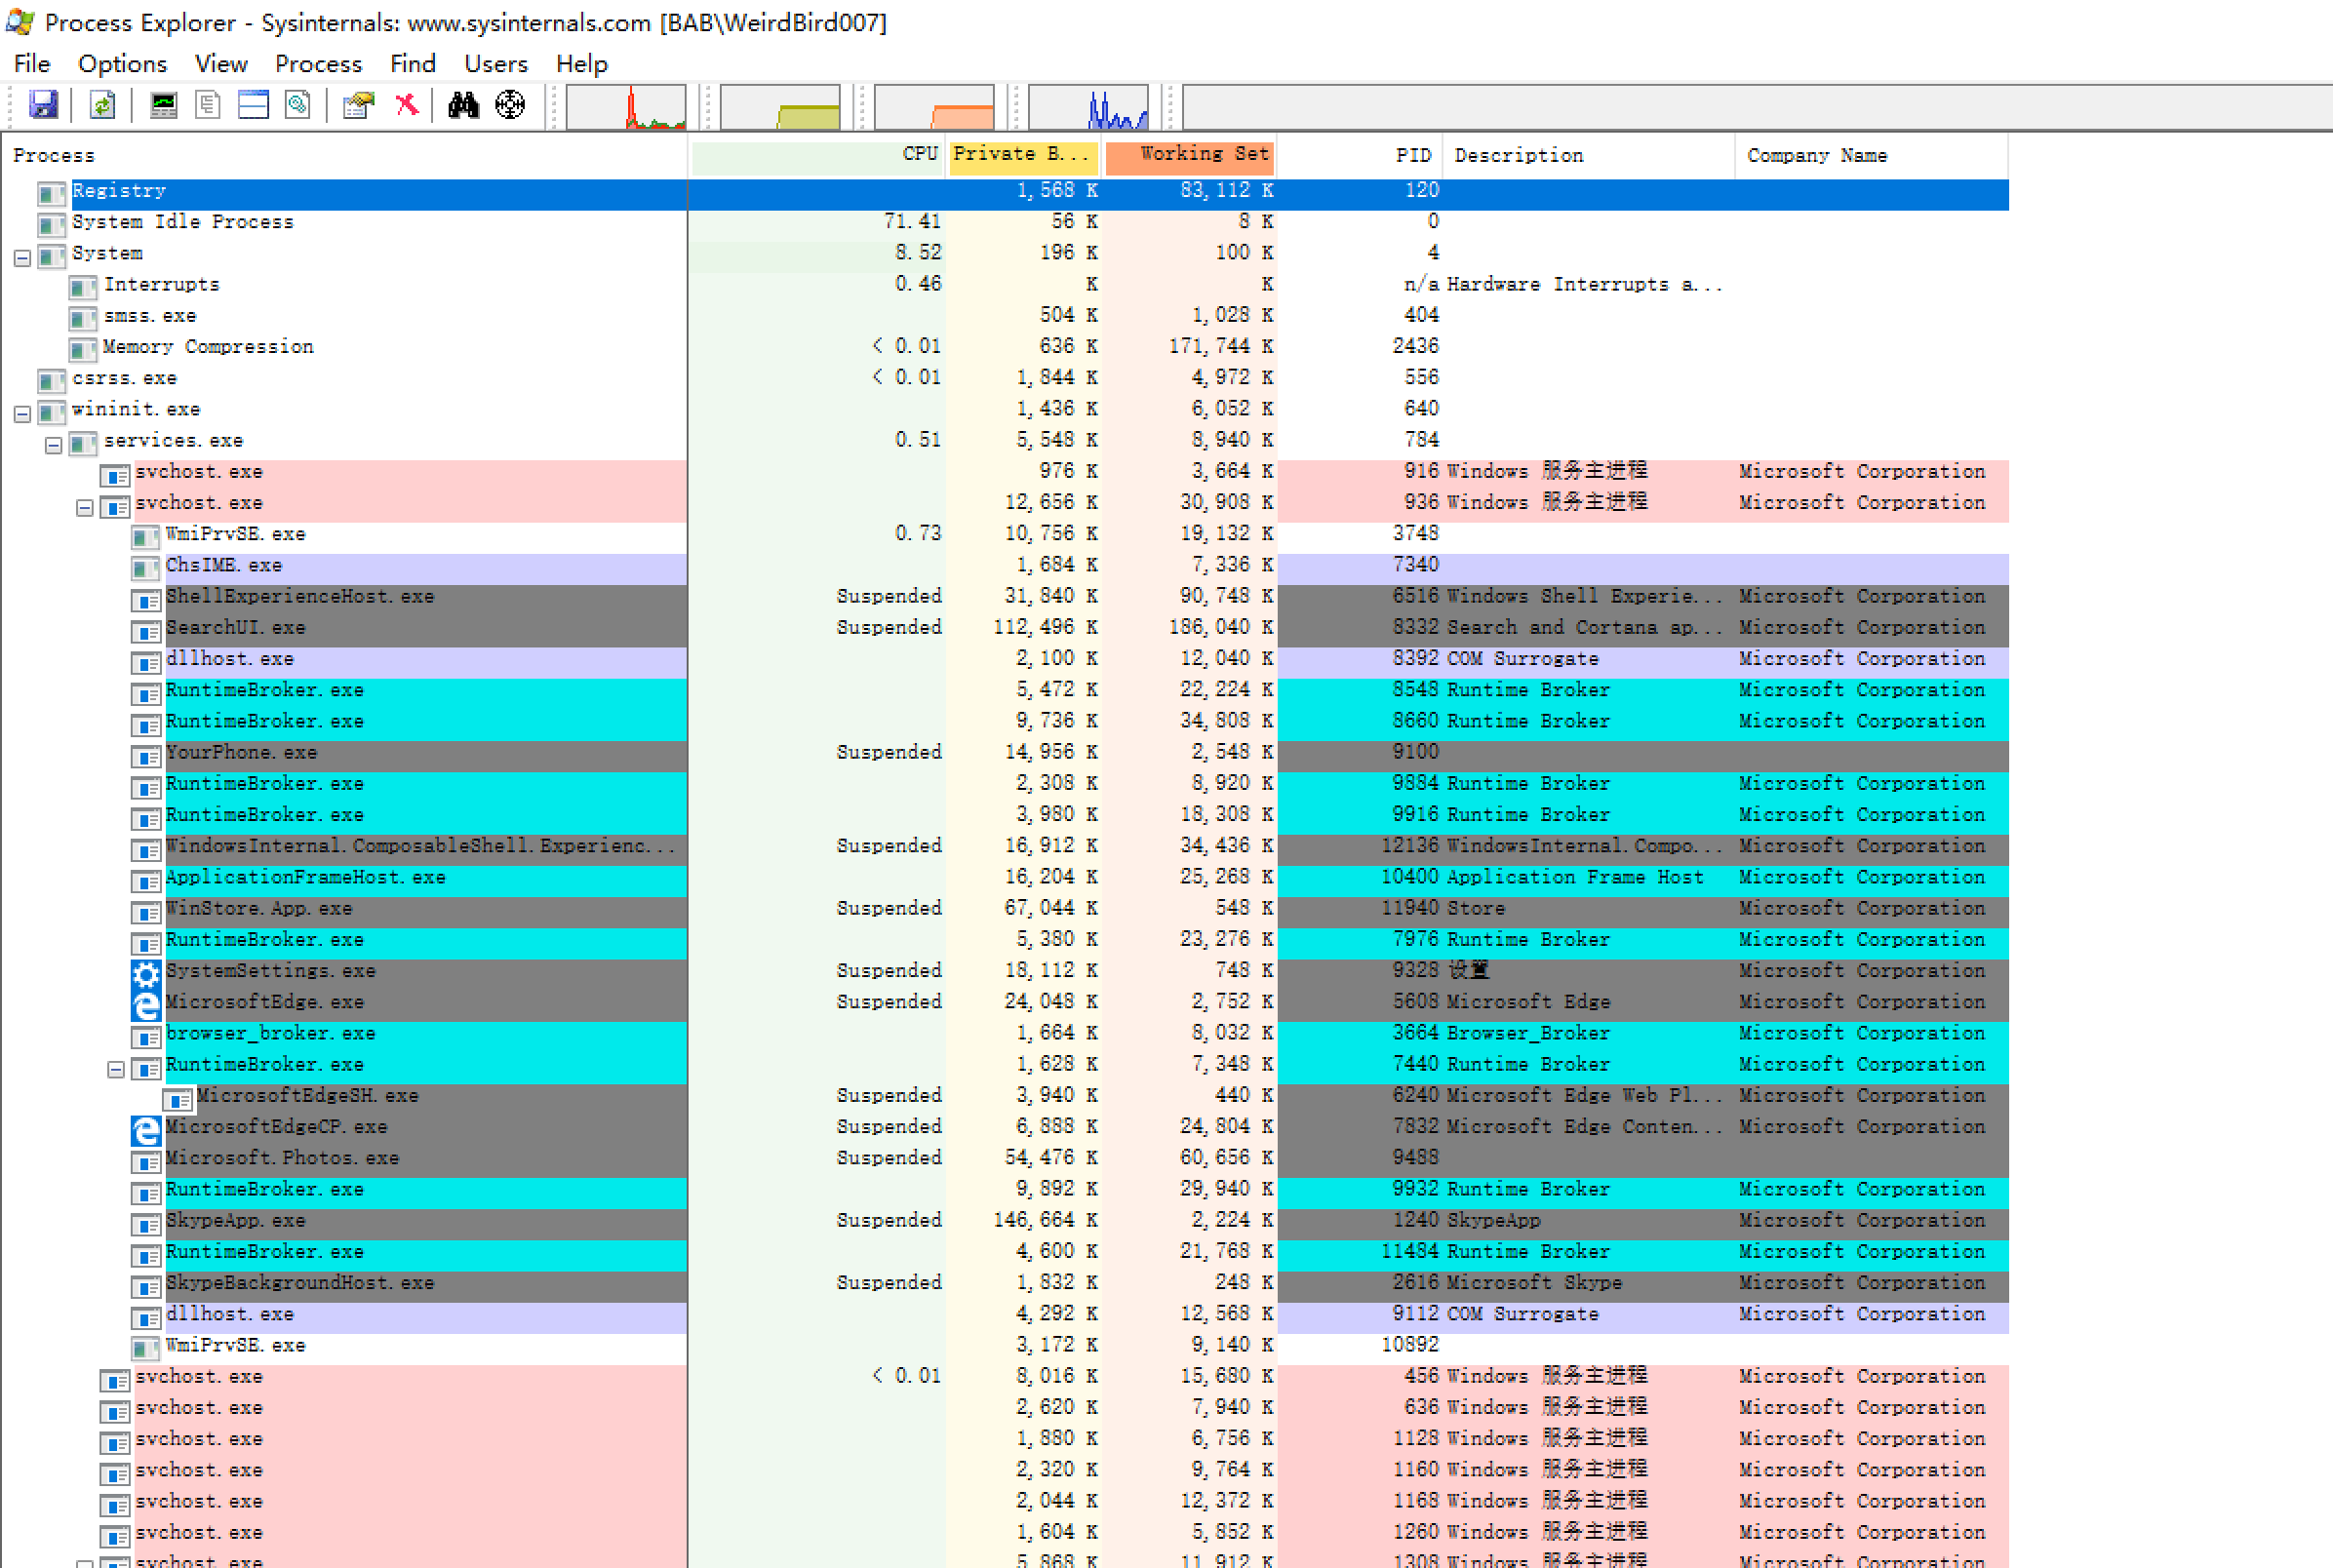 Process Explorer - Sysinternals: www.sysinternals.com [BAB\WeirdBird007]
File Options View Process Find Users Help
Process CPU Private B... Working Set PID Description Company Name
Registry 1,568 K 83,112 K 120
System Idle Process 71.41 56 K 8 K 0
System 8.52 196 K 100 K 4
Interrupts 0.46 K K n/a Hardware Interrupts a...
smss.exe 504 K 1,028 K 404
Memory Compression < 0.01 636 K 171,744 K 2436
csrss.exe < 0.01 1,844 K 4,972 K 556
wininit.exe 1,436 K 6,052 K 640
services.exe 0.51 5,548 K 8,940 K 784
svchost.exe 976 K 3,664 K 916 Windows 服务主进程 Microsoft Corporation
svchost.exe 12,656 K 30,908 K 936 Windows 服务主进程 Microsoft Corporation
WmiPrvSE.exe 0.73 10,756 K 19,132 K 3748
ChsIME.exe 1,684 K 7,336 K 7340
ShellExperienceHost.exe Suspended 31,840 K 90,748 K 6516 Windows Shell Experie... Microsoft Corporation
SearchUI.exe Suspended 112,496 K 186,040 K 8332 Search and Cortana ap... Microsoft Corporation
dllhost.exe 2,100 K 12,040 K 8392 COM Surrogate Microsoft Corporation
RuntimeBroker.exe 5,472 K 22,224 K 8548 Runtime Broker Microsoft Corporation
RuntimeBroker.exe 9,736 K 34,808 K 8660 Runtime Broker Microsoft Corporation
YourPhone.exe Suspended 14,956 K 2,548 K 9100
RuntimeBroker.exe 2,308 K 8,920 K 9884 Runtime Broker Microsoft Corporation
RuntimeBroker.exe 3,980 K 18,308 K 9916 Runtime Broker Microsoft Corporation
WindowsInternal.ComposableShell.Experienc... Suspended 16,912 K 34,436 K 12136 WindowsInternal.Compo... Microsoft Corporation
ApplicationFrameHost.exe 16,204 K 25,268 K 10400 Application Frame Host Microsoft Corporation
WinStore.App.exe Suspended 67,044 K 548 K 11940 Store Microsoft Corporation
RuntimeBroker.exe 5,380 K 23,276 K 7976 Runtime Broker Microsoft Corporation
SystemSettings.exe Suspended 18,112 K 748 K 9328 设置 Microsoft Corporation
MicrosoftEdge.exe Suspended 24,048 K 2,752 K 5608 Microsoft Edge Microsoft Corporation
browser_broker.exe 1,664 K 8,032 K 3664 Browser_Broker Microsoft Corporation
RuntimeBroker.exe 1,628 K 7,348 K 7440 Runtime Broker Microsoft Corporation
MicrosoftEdgeSH.exe Suspended 3,940 K 440 K 6240 Microsoft Edge Web Pl... Microsoft Corporation
MicrosoftEdgeCP.exe Suspended 6,888 K 24,804 K 7832 Microsoft Edge Conten... Microsoft Corporation
Microsoft.Photos.exe Suspended 54,476 K 60,656 K 9488
RuntimeBroker.exe 9,892 K 29,940 K 9932 Runtime Broker Microsoft Corporation
SkypeApp.exe Suspended 146,664 K 2,224 K 1240 SkypeApp Microsoft Corporation
RuntimeBroker.exe 4,600 K 21,768 K 11484 Runtime Broker Microsoft Corporation
SkypeBackgroundHost.exe Suspended 1,832 K 248 K 2616 Microsoft Skype Microsoft Corporation
dllhost.exe 4,292 K 12,568 K 9112 COM Surrogate Microsoft Corporation
WmiPrvSE.exe 3,172 K 9,140 K 10892
svchost.exe < 0.01 8,016 K 15,680 K 456 Windows 服务主进程 Microsoft Corporation
svchost.exe 2,620 K 7,940 K 636 Windows 服务主进程 Microsoft Corporation
svchost.exe 1,880 K 6,756 K 1128 Windows 服务主进程 Microsoft Corporation
svchost.exe 2,320 K 9,764 K 1160 Windows 服务主进程 Microsoft Corporation
svchost.exe 2,044 K 12,372 K 1168 Windows 服务主进程 Microsoft Corporation
svchost.exe 1,604 K 5,852 K 1260 Windows 服务主进程 Microsoft Corporation
svchost.exe 5,868 K 11,912 K 1308 Windows 服务主进程 Microsoft Corporation